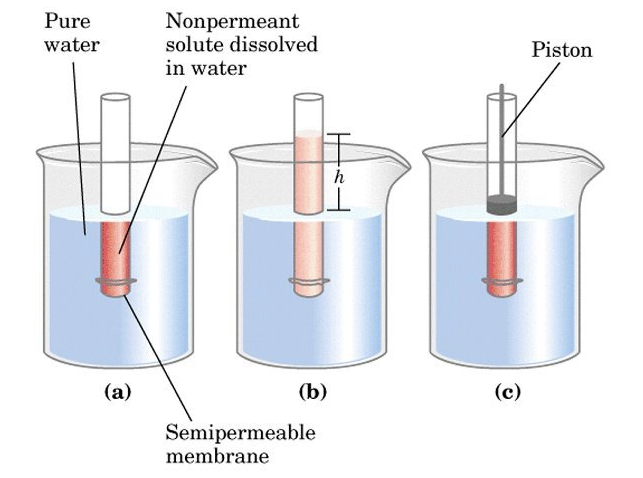 Pure
water
Nonpermeant
solute dissolved
in water
Piston
h
(a)
(b)
(c)
Semipermeable
membrane